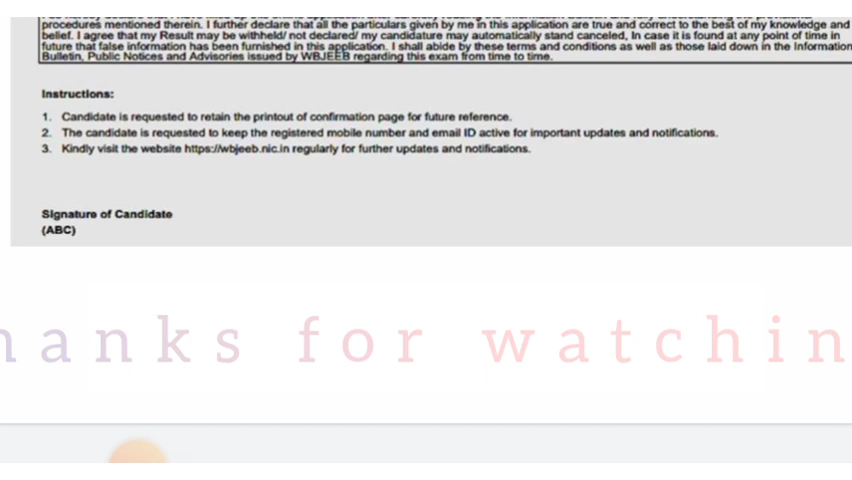 procedures mentioned therein. I further declare that all the particulars given by me in this application are true and correct to the best of my knowledge and
belief. I agree that my Result may be withheld/ not declared/ my candidature may automatically stand canceled, In case it is found at any point of time in
future that false information has been furnished in this application. I shall abide by these terms and conditions as well as those laid down in the Information
Bulletin, Public Notices and Advisories issued by WBJEEB regarding this exam from time to time.
Instructions:
1. Candidate is requested to retain the printout of confirmation page for future reference.
2. The candidate is requested to keep the registered mobile number and email ID active for important updates and notifications.
3. Kindly visit the website https://wbjeeb.nic.in regularly for further updates and notifications.
Signature of Candidate
(ABC)
hanks for watchin